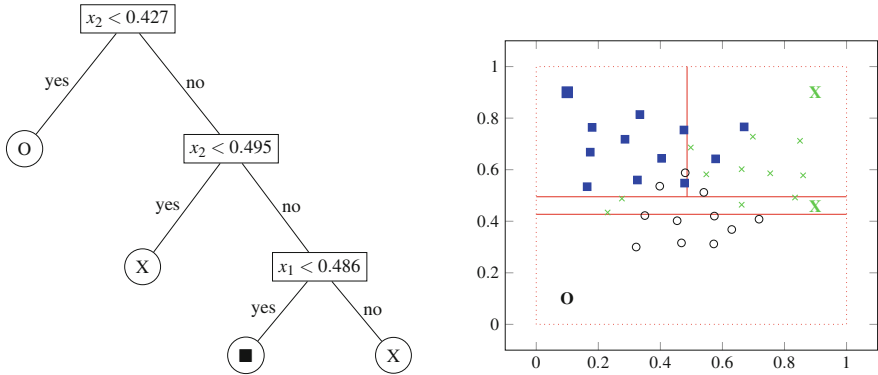 x₂ < 0.427
yes
no
O
x₂ < 0.495
yes
no
X
x₁ < 0.486
yes
no
■
X
1
0.8
0.6
0.4
0.2
0
0 0.2 0.4 0.6 0.8 1
X
X
O